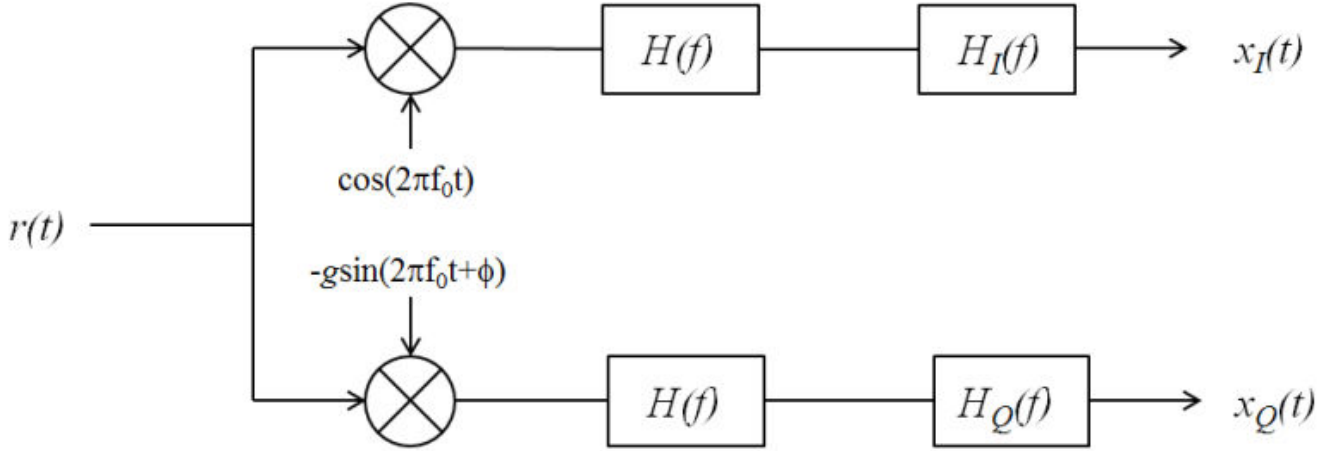 H(f) H_I(f) x_I(t)
cos(2πf₀t)
r(t)
-gsin(2πf₀t+ϕ)
H(f) H_Q(f) x_Q(t)